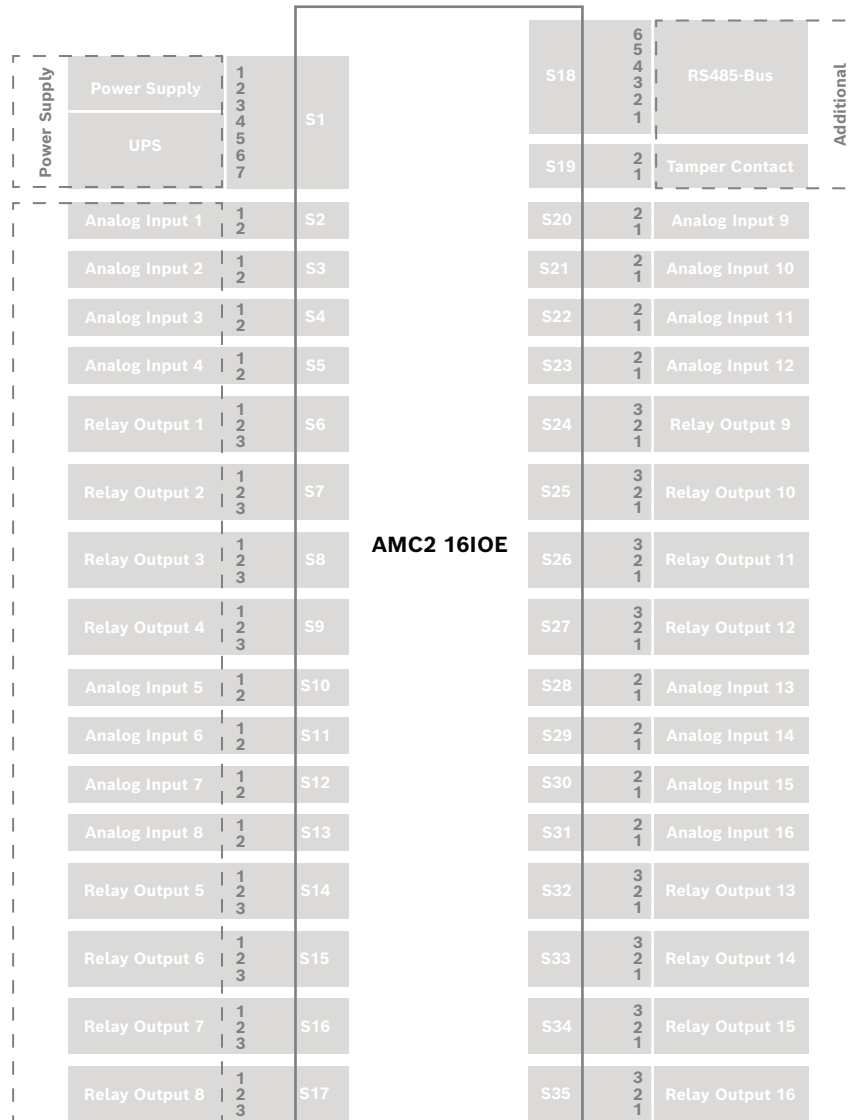 Power Supply
Power Supply
UPS
1
2
3
4
5
6
7
S1
Analog Input 1 1 2 S2
Analog Input 2 1 2 S3
Analog Input 3 1 2 S4
Analog Input 4 1 2 S5
Relay Output 1 1 2 3 S6
Relay Output 2 1 2 3 S7
Relay Output 3 1 2 3 S8
Relay Output 4 1 2 3 S9
Analog Input 5 1 2 S10
Analog Input 6 1 2 S11
Analog Input 7 1 2 S12
Analog Input 8 1 2 S13
Relay Output 5 1 2 3 S14
Relay Output 6 1 2 3 S15
Relay Output 7 1 2 3 S16
Relay Output 8 1 2 3 S17
AMC2 16IOE
S18
6
5
4
3
2
1
RS485-Bus
Additional
S19 2 1 Tamper Contact
S20 2 1 Analog Input 9
S21 2 1 Analog Input 10
S22 2 1 Analog Input 11
S23 2 1 Analog Input 12
S24 3 2 1 Relay Output 9
S25 3 2 1 Relay Output 10
S26 3 2 1 Relay Output 11
S27 3 2 1 Relay Output 12
S28 2 1 Analog Input 13
S29 2 1 Analog Input 14
S30 2 1 Analog Input 15
S31 2 1 Analog Input 16
S32 3 2 1 Relay Output 13
S33 3 2 1 Relay Output 14
S34 3 2 1 Relay Output 15
S35 3 2 1 Relay Output 16